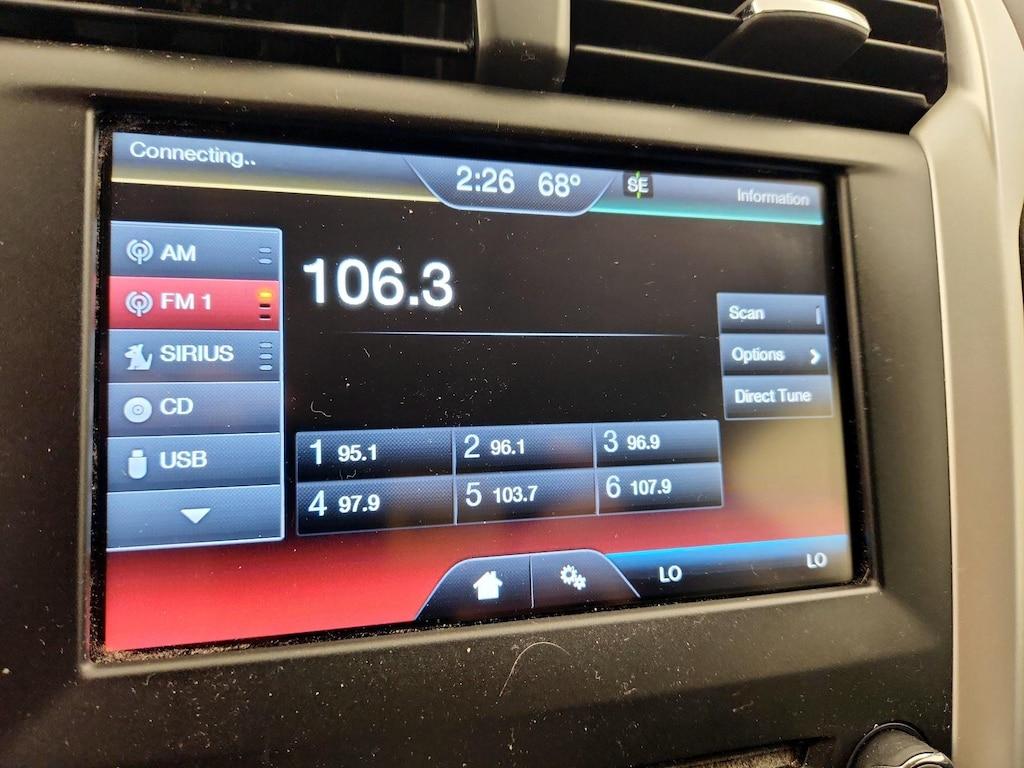 Connecting..
2:26 68° SE
Information
AM
FM 1
SIRIUS
CD
USB
106.3
Scan
Options
Direct Tune
1 95.1
2 96.1
3 96.9
4 97.9
5 103.7
6 107.9
LO
LO